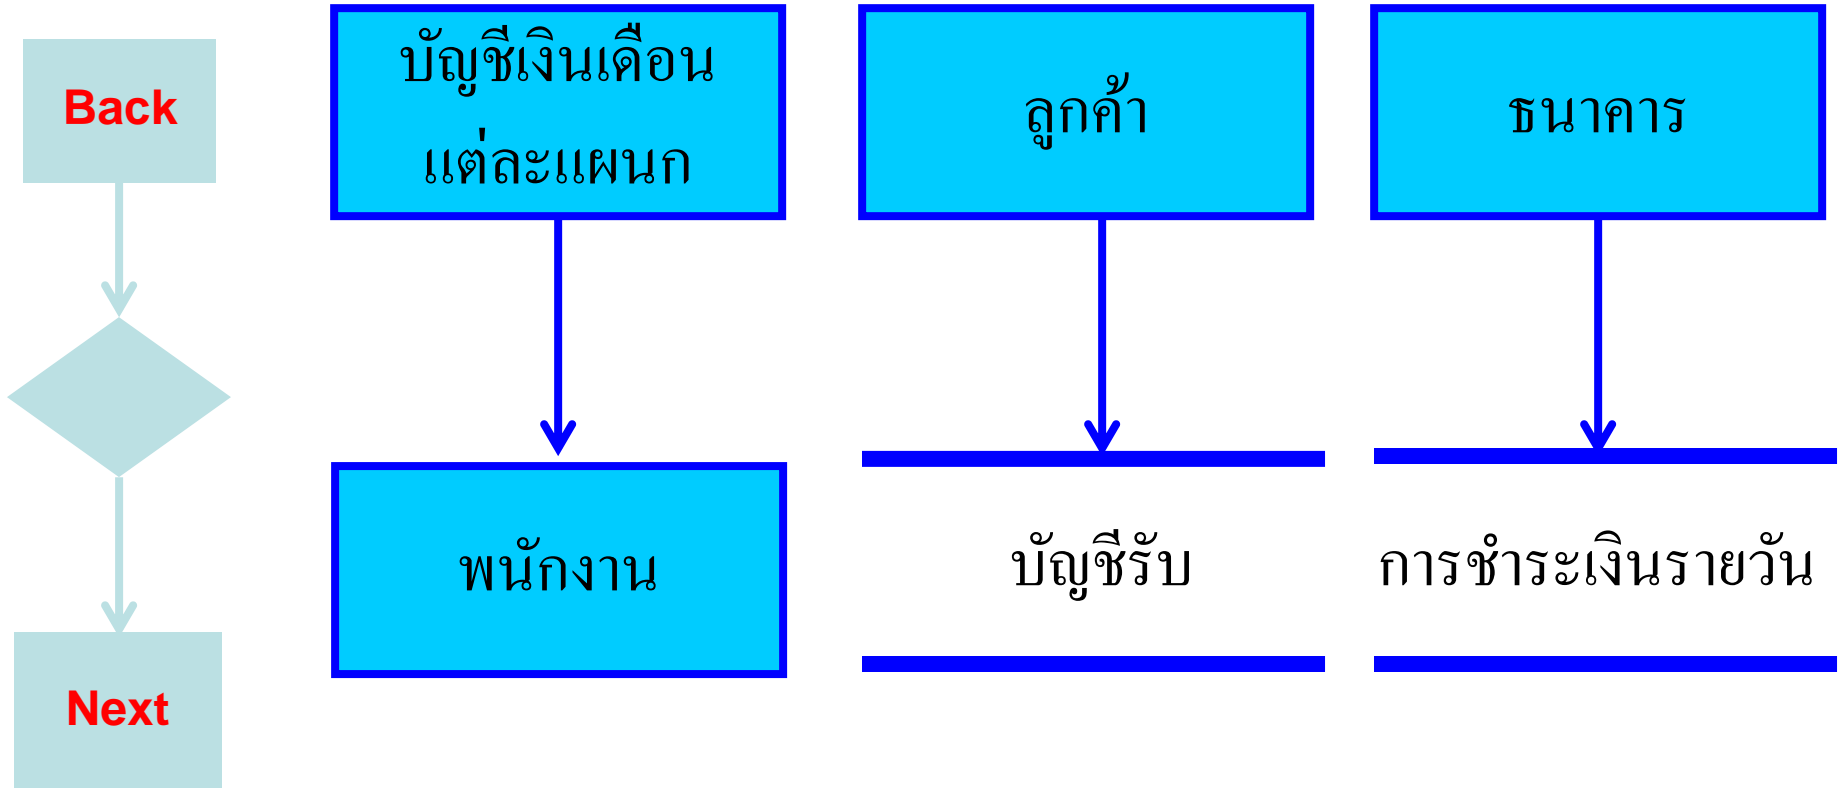 Back
Next
บัญชีเงินเดือน
แต่ละแผนก
พนักงาน
ลูกค้า
บัญชีรับ
ธนาคาร
การชำระเงินรายวัน